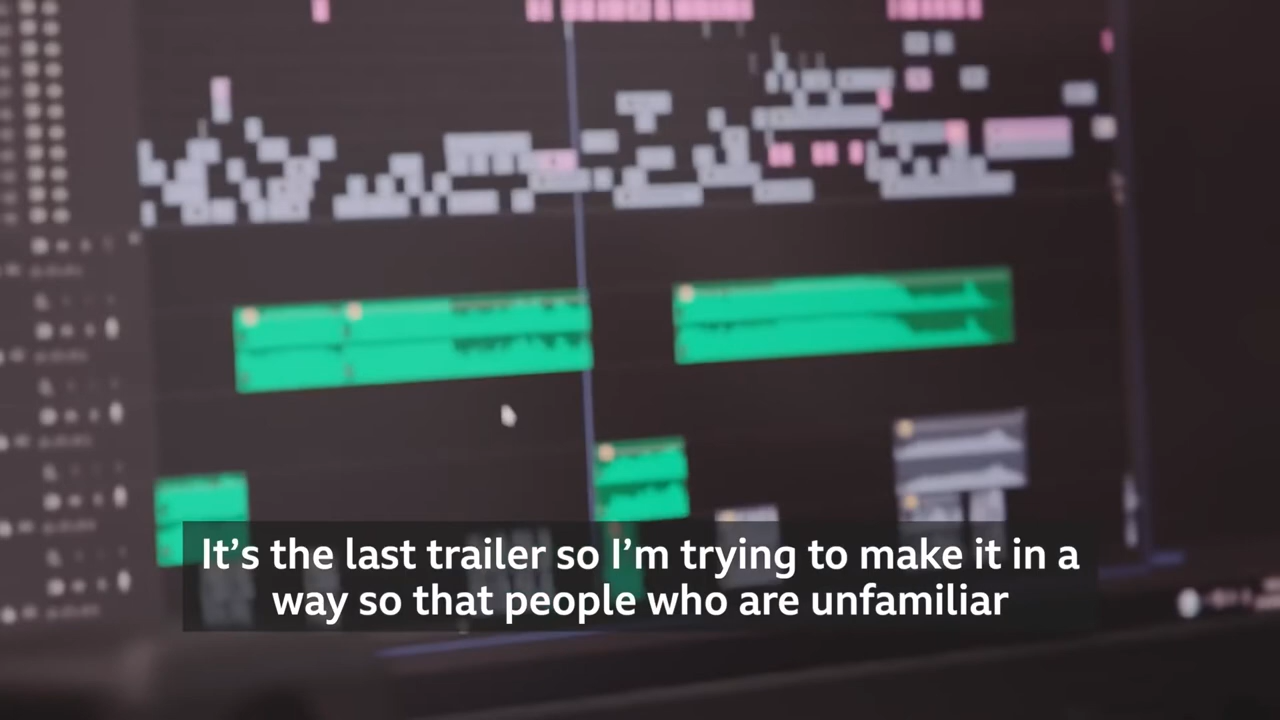 It’s the last trailer so I’m trying to make it in a
way so that people who are unfamiliar